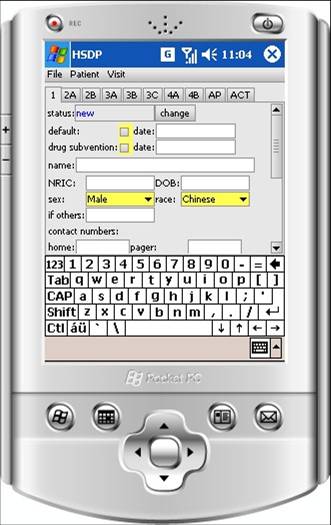 REC
HSDP G 11:04
File Patient Visit
1 2A 2B 3A 3B 3C 4A 4B AP ACT
status: new change
default: date:
drug subvention: date:
name:
NRIC: DOB:
sex: Male race: Chinese
if others:
contact numbers:
home: pager:
123 1 2 3 4 5 6 7 8 9 0 - =
Tab q w e r t y u i o p [ ]
CAP a s d f g h j k l ; '
Shift z x c v b n m , . /
Ctl áü ` \
Pocket PC